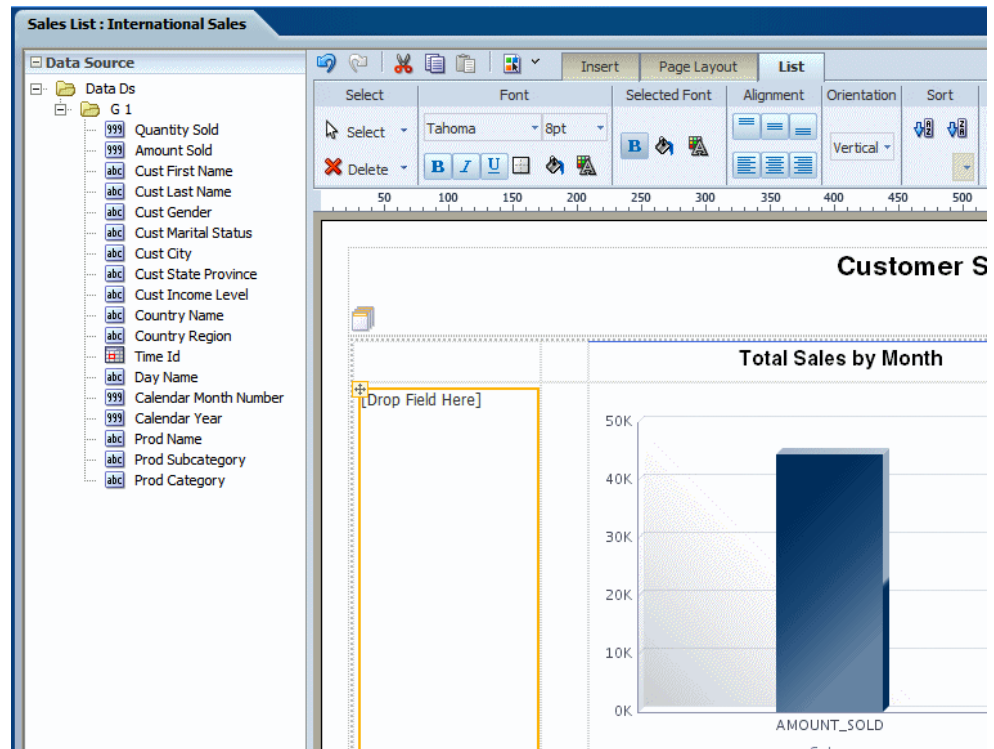 Sales List : International Sales
Data Source
Data Ds
G 1
999 Quantity Sold
999 Amount Sold
abc Cust First Name
abc Cust Last Name
abc Cust Gender
abc Cust Marital Status
abc Cust City
abc Cust State Province
abc Cust Income Level
abc Country Name
abc Country Region
Time Id
abc Day Name
999 Calendar Month Number
999 Calendar Year
abc Prod Name
abc Prod Subcategory
abc Prod Category
Insert Page Layout List
Select Font Selected Font Alignment Orientation Sort
Select Tahoma 8pt
Delete B I U B Vertical
50 100 150 200 250 300 350 400 450 500
Customer S
Total Sales by Month
[Drop Field Here]
50K
40K
30K
20K
10K
0K
AMOUNT_SOLD